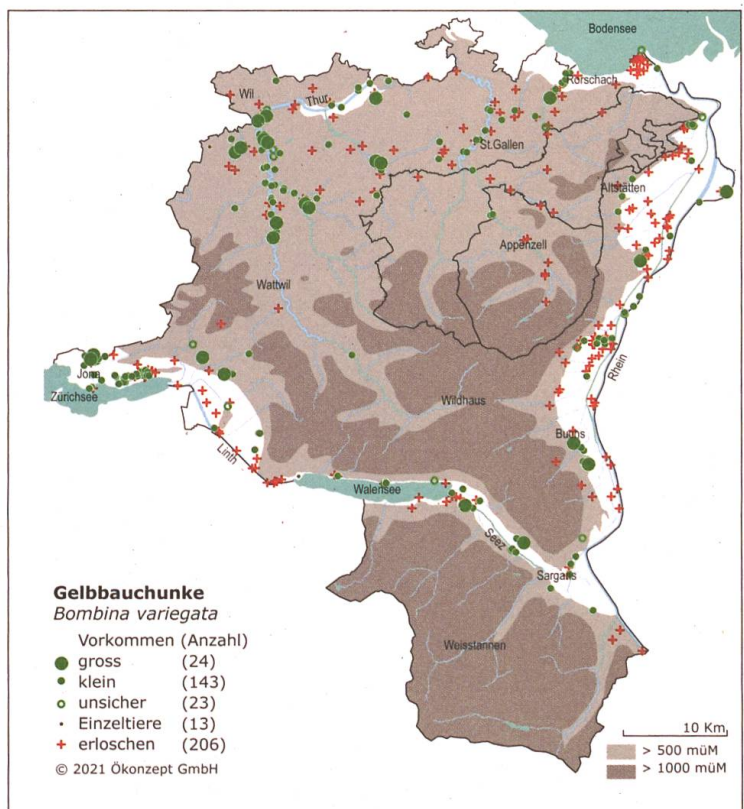 Bodensee
Rorschach
Wil
Thur
St.Gallen
Altstätten
Appenzell
Wattwil
Jona
Zürichsee
Rhein
Wildhaus
Buchs
Linth
Walensee
Seez
Sargans
Weisstannen
Gelbbauchunke
Bombina variegata
Vorkommen (Anzahl)
gross (24)
klein (143)
unsicher (23)
Einzeltiere (13)
erloschen (206)
© 2021 Ökonzept GmbH
10 Km
> 500 müM
> 1000 müM